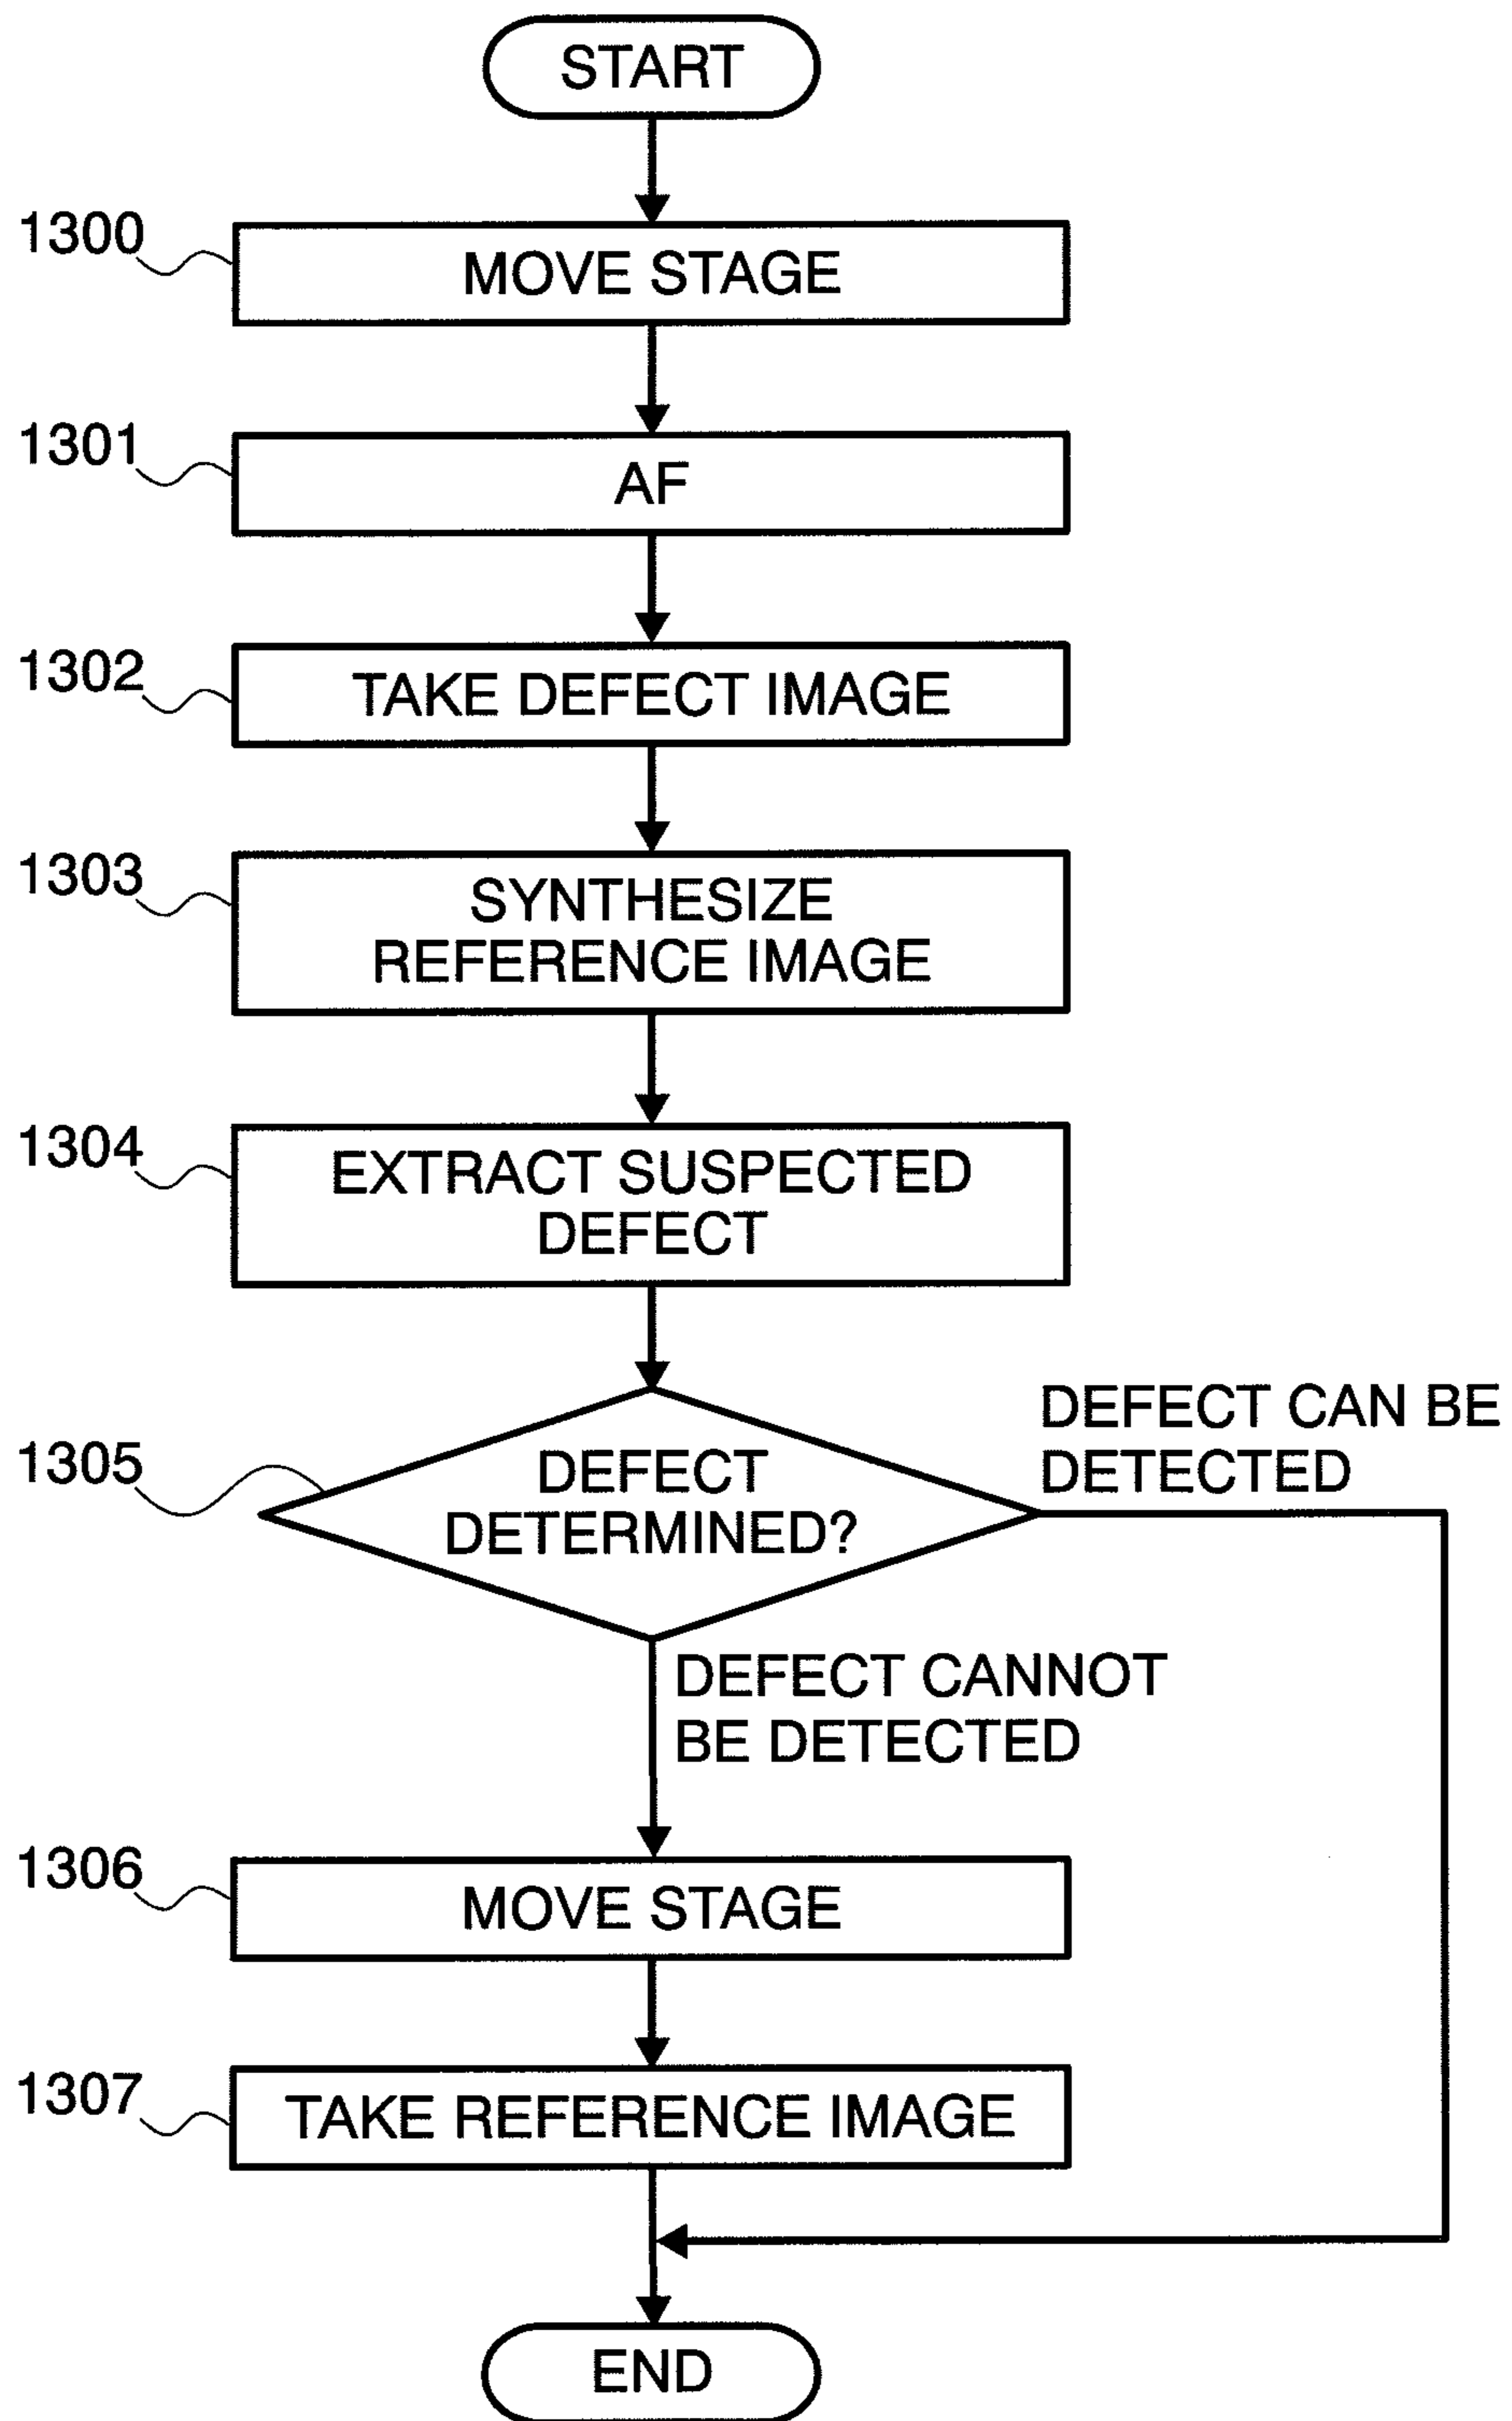 START
1300
MOVE STAGE
1301
AF
1302
TAKE DEFECT IMAGE
1303
SYNTHESIZE
REFERENCE IMAGE
1304
EXTRACT SUSPECTED
DEFECT
1305
DEFECT
DETERMINED?
DEFECT CAN BE
DETECTED
DEFECT CANNOT
BE DETECTED
1306
MOVE STAGE
1307
TAKE REFERENCE IMAGE
END